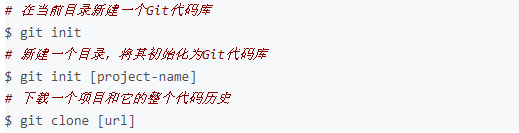 # 在当前目录新建一个Git代码库
$ git init
# 新建一个目录，将其初始化为Git代码库
$ git init [project-name]
# 下载一个项目和它的整个代码历史
$ git clone [url]